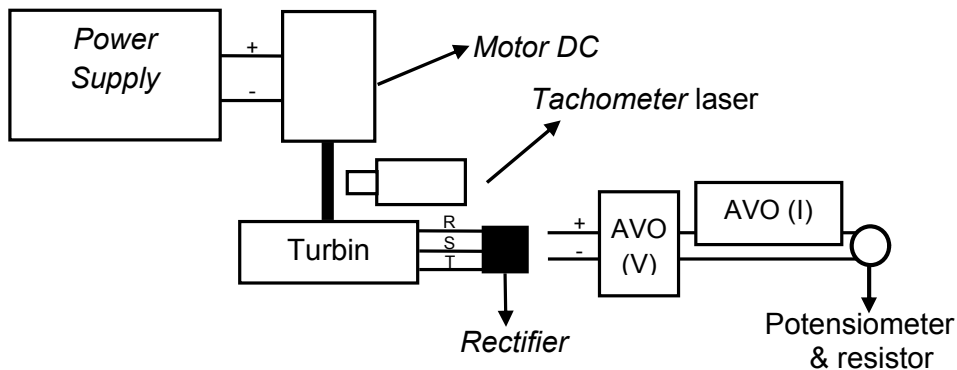 Power
Supply
+
-
Motor DC
Tachometer laser
Turbin
R
S
T
Rectifier
+
-
AVO
(V)
AVO (I)
Potensiometer
& resistor